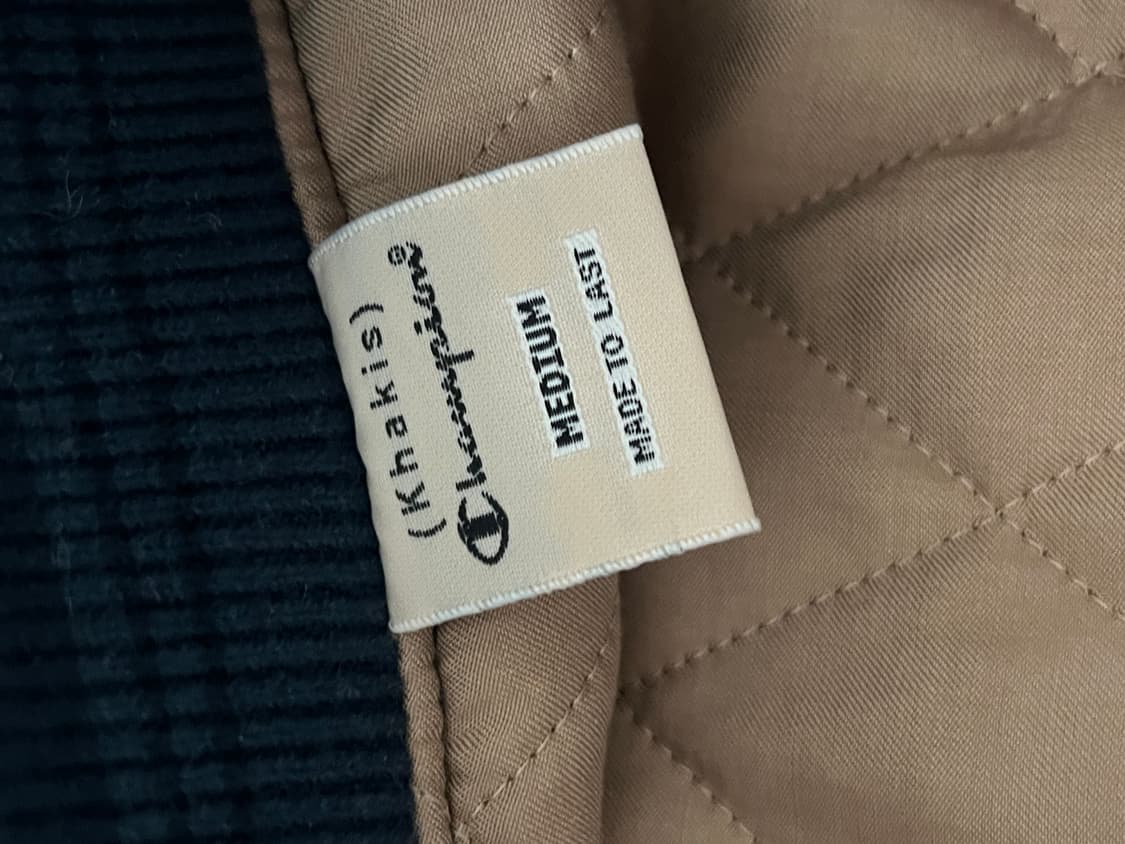 (Khakis)
Champion®
MEDIUM
MADE TO LAST